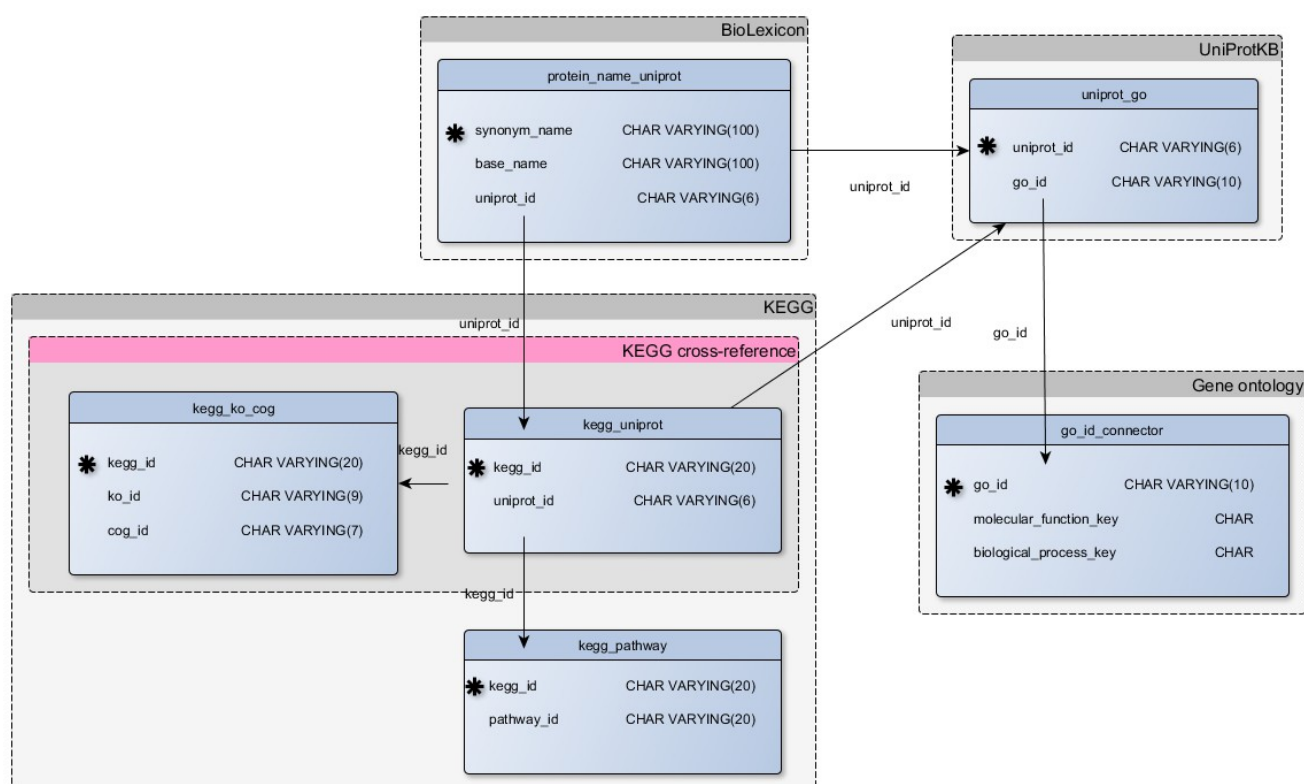 BioLexicon
protein_name_uniprot
synonym_name CHAR VARYING(100)
base_name CHAR VARYING(100)
uniprot_id CHAR VARYING(6)
UniProtKB
uniprot_go
uniprot_id CHAR VARYING(6)
go_id CHAR VARYING(10)
uniprot_id
KEGG
uniprot_id
uniprot_id
go_id
KEGG cross-reference
kegg_ko_cog
kegg_id CHAR VARYING(20)
ko_id CHAR VARYING(9)
cog_id CHAR VARYING(7)
kegg_id
kegg_uniprot
kegg_id CHAR VARYING(20)
uniprot_id CHAR VARYING(6)
Gene ontology
go_id_connector
go_id CHAR VARYING(10)
molecular_function_key CHAR
biological_process_key CHAR
kegg_id
kegg_pathway
kegg_id CHAR VARYING(20)
pathway_id CHAR VARYING(20)